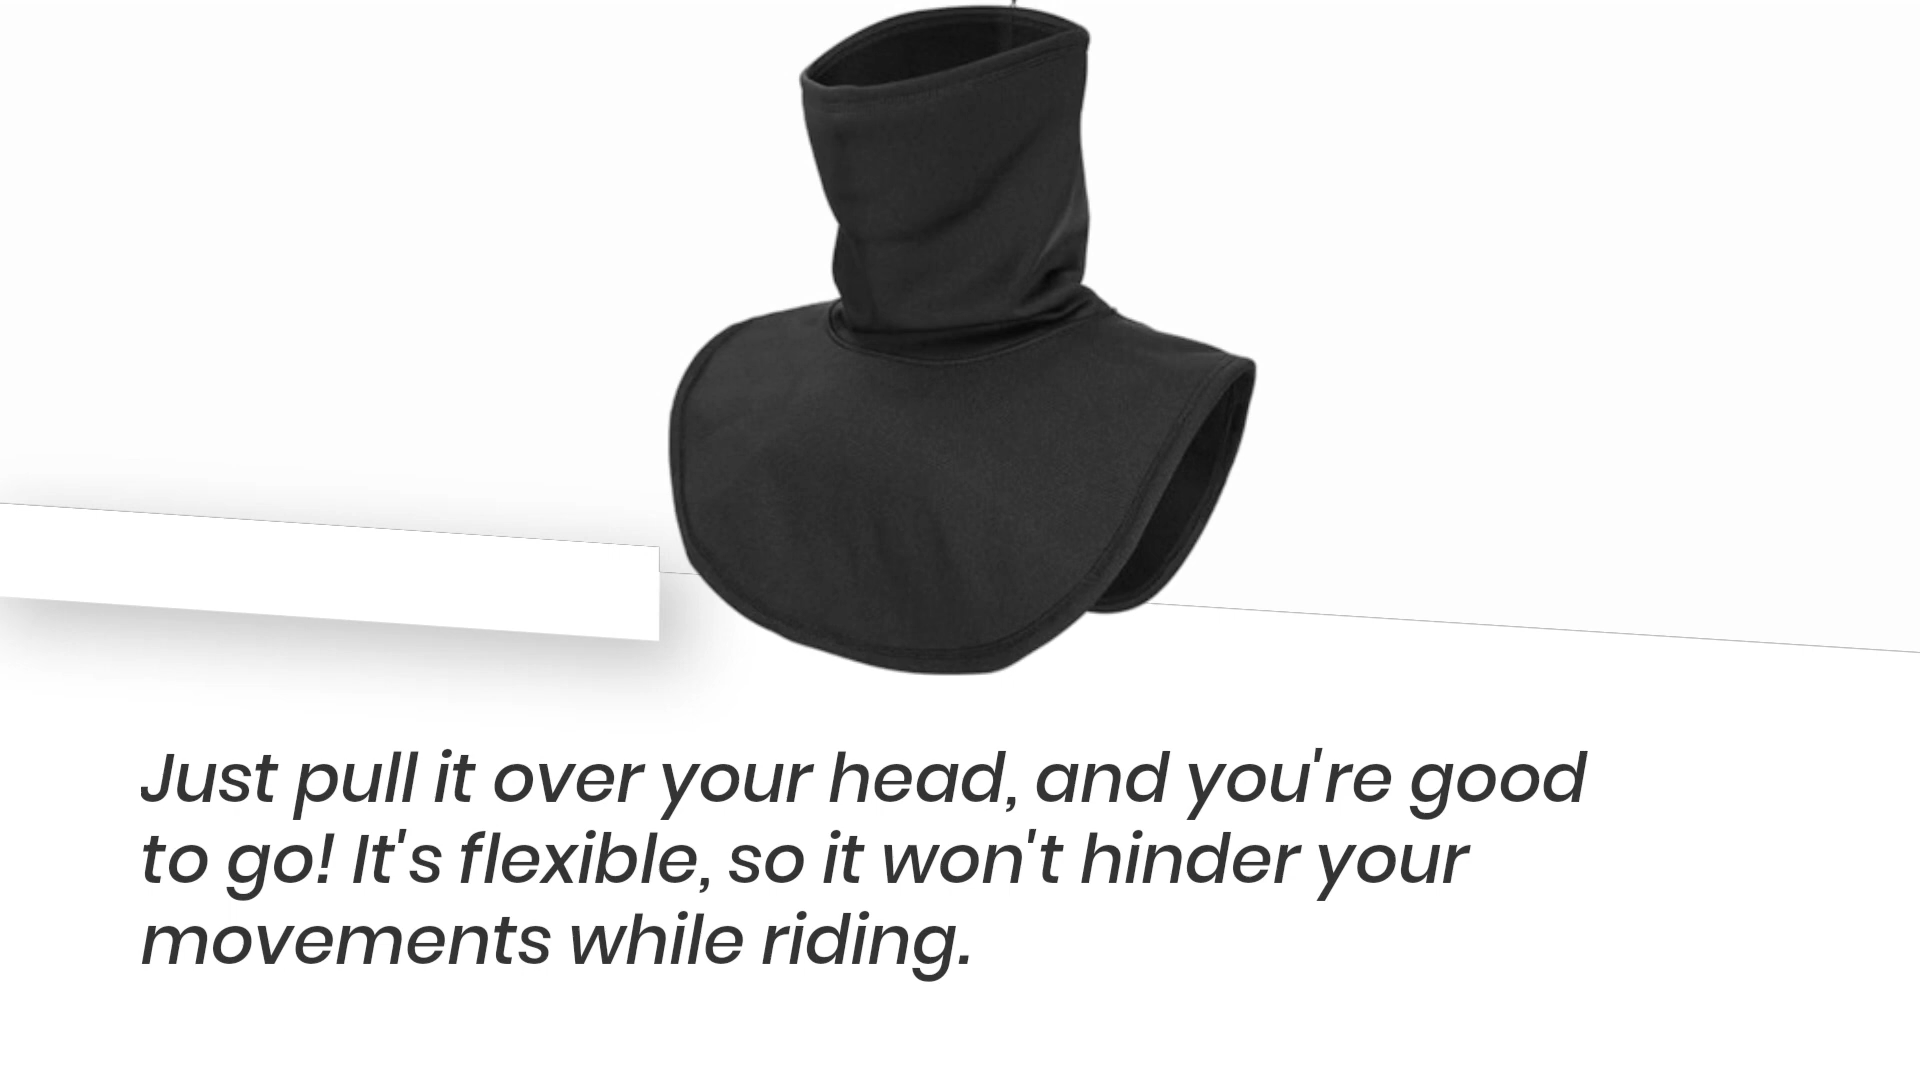 Just pull it over your head, and you're good
to go! It's flexible, so it won't hinder your
movements while riding.